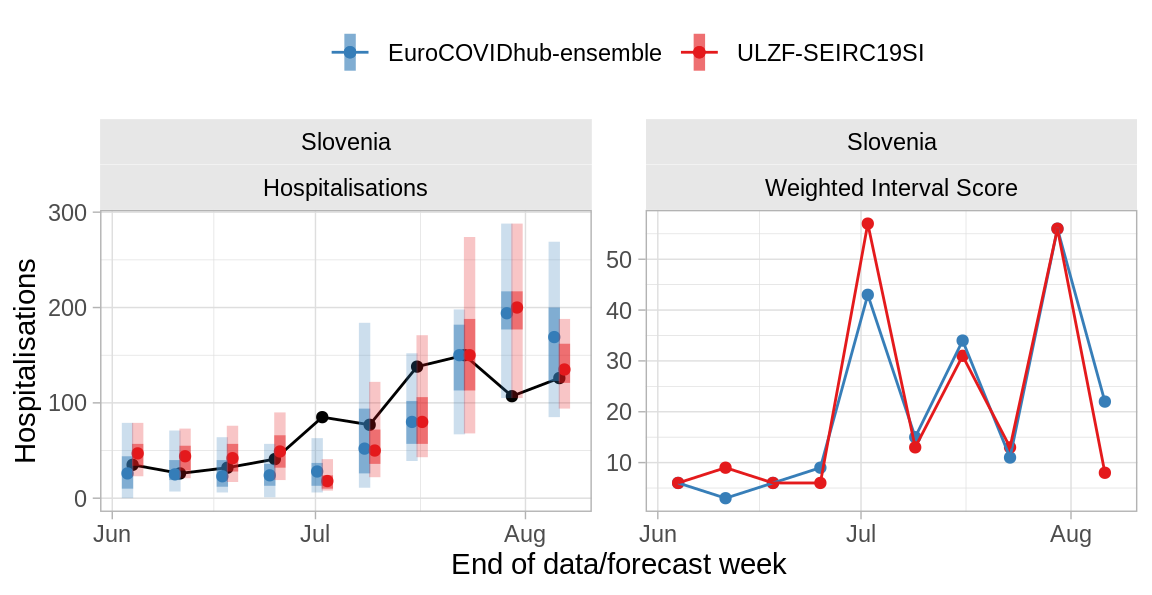 EuroCOVIDhub-ensemble ULZF-SEIRC19SI
Slovenia Slovenia
Hospitalisations Weighted Interval Score
Hospitalisations
300
200
100
0
50
40
30
20
10
Jun Jul Aug Jun Jul Aug
End of data/forecast week